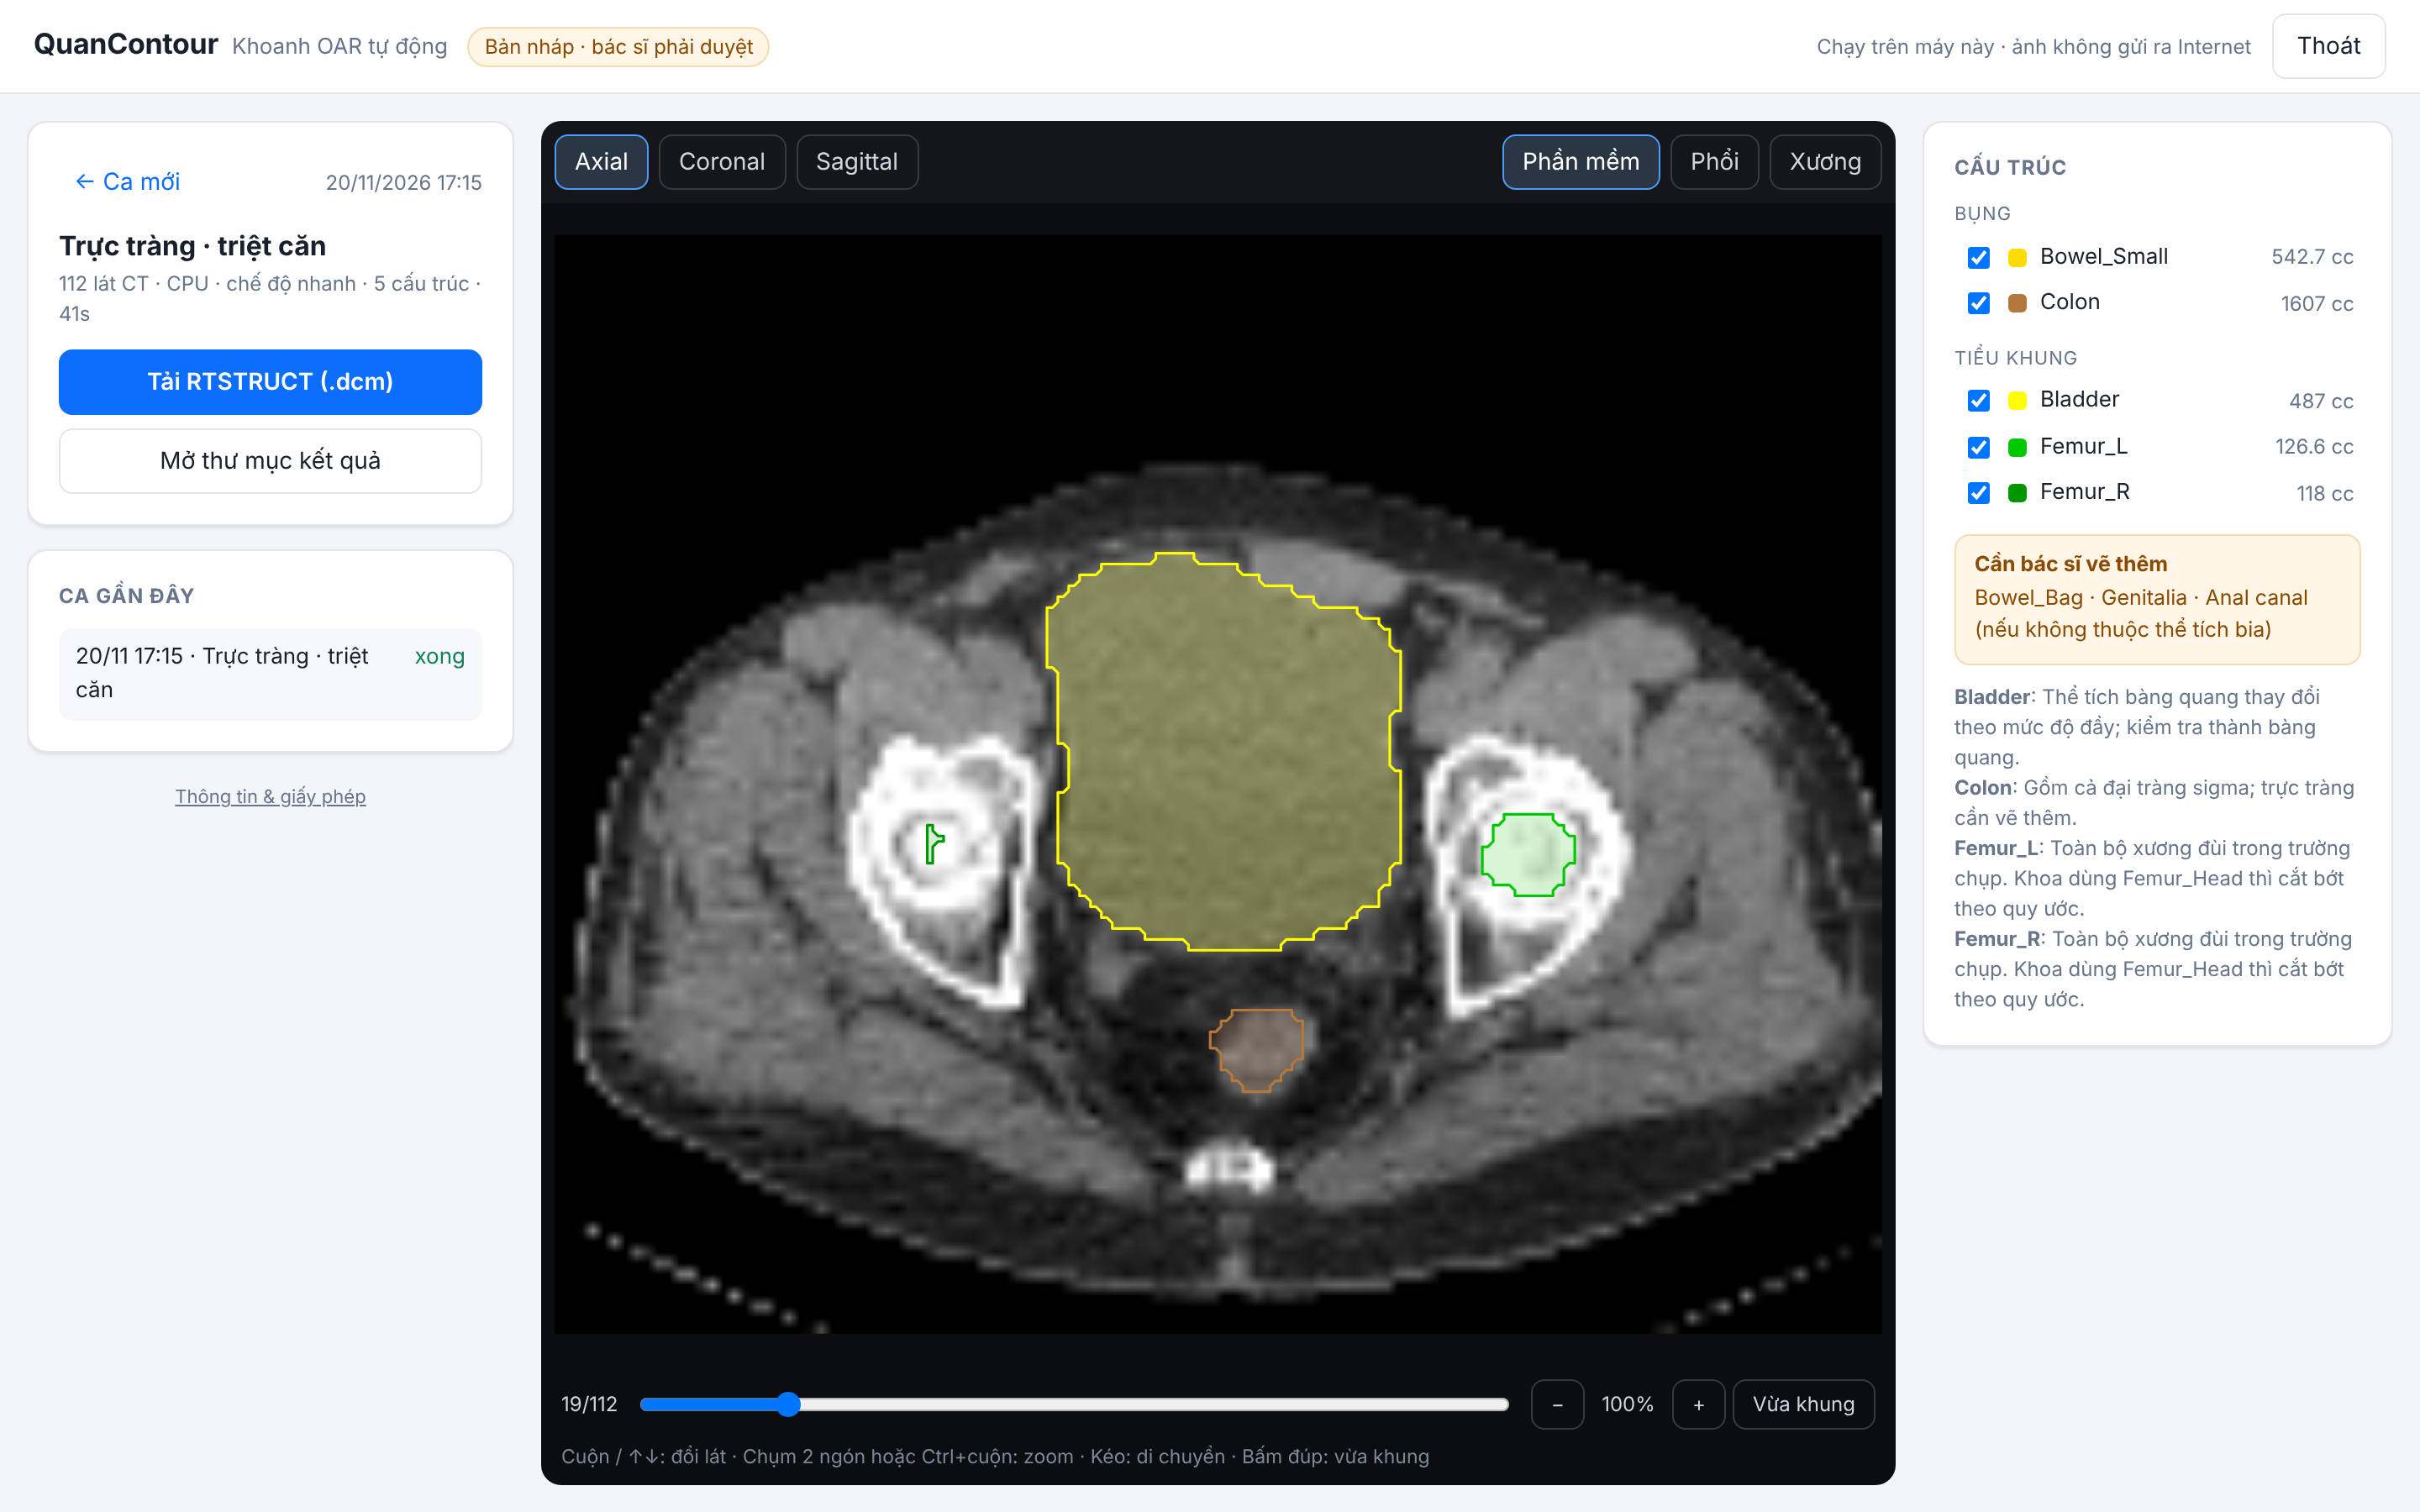 QuanContour Khoanh OAR tự động Bản nháp · bác sĩ phải duyệt
Chạy trên máy này · ảnh không gửi ra Internet Thoát
← Ca mới 20/11/2026 17:15
Trực tràng · triệt căn
112 lát CT · CPU · chế độ nhanh · 5 cấu trúc ·
41s
Tải RTSTRUCT (.dcm)
Mở thư mục kết quả
CA GẦN ĐÂY
20/11 17:15 · Trực tràng · triệt xong
căn
Thông tin & giấy phép
Axial Coronal Sagittal Phần mềm Phổi Xương
19/112 − 100% + Vừa khung
Cuộn / ↑↓: đổi lát · Chụm 2 ngón hoặc Ctrl+cuộn: zoom · Kéo: di chuyển · Bấm đúp: vừa khung
CẤU TRÚC
BỤNG
Bowel_Small 542.7 cc
Colon 1607 cc
TIỂU KHUNG
Bladder 487 cc
Femur_L 126.6 cc
Femur_R 118 cc
Cần bác sĩ vẽ thêm
Bowel_Bag · Genitalia · Anal canal
(nếu không thuộc thể tích bia)
Bladder: Thể tích bàng quang thay đổi
theo mức độ đầy; kiểm tra thành bàng
quang.
Colon: Gồm cả đại tràng sigma; trực tràng
cần vẽ thêm.
Femur_L: Toàn bộ xương đùi trong trường
chụp. Khoa dùng Femur_Head thì cắt bớt
theo quy ước.
Femur_R: Toàn bộ xương đùi trong trường
chụp. Khoa dùng Femur_Head thì cắt bớt
theo quy ước.